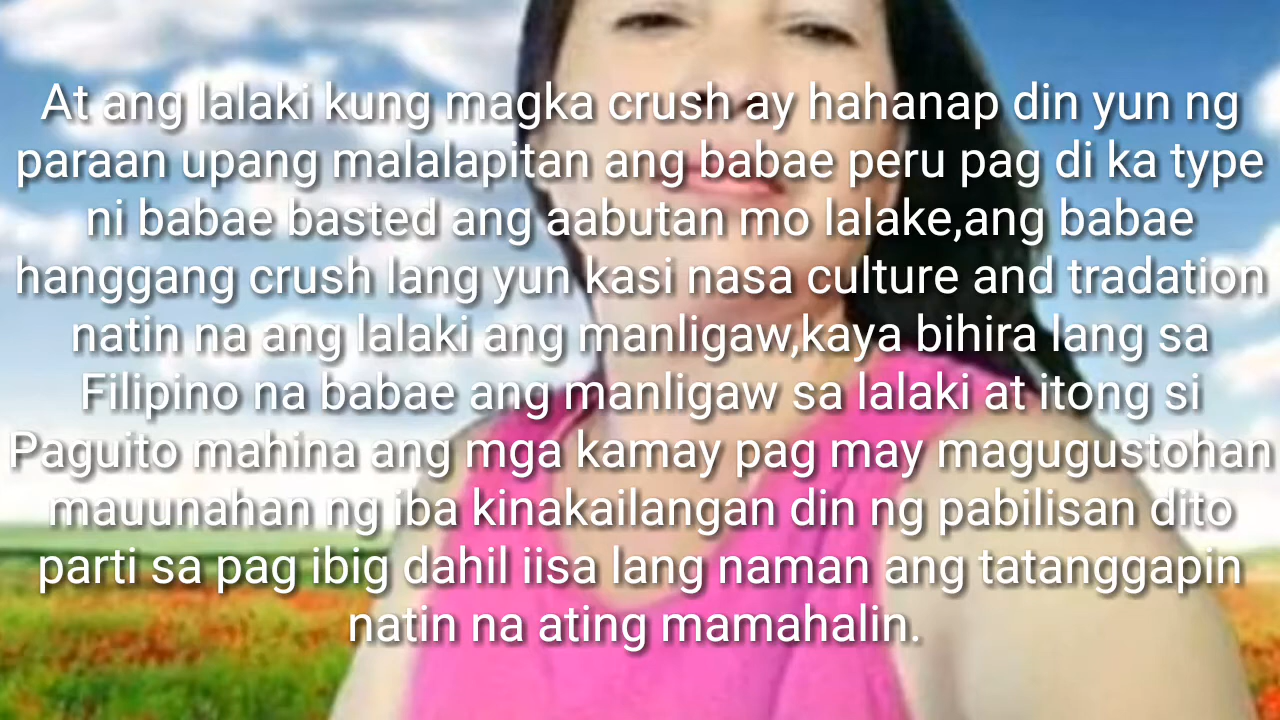 At ang lalaki kung magka crush ay hahanap din yun ng
paraan upang malalapitan ang babae peru pag di ka type
ni babae basted ang aabutan mo lalake,ang babae
hanggang crush lang yun kasi nasa culture and tradation
natin na ang lalaki ang manligaw,kaya bihira lang sa
Filipino na babae ang manligaw sa lalaki at itong si
Paguito mahina ang mga kamay pag may magugustohan
mauunahan ng iba kinakailangan din ng pabilisan dito
parti sa pag ibig dahil iisa lang naman ang tatanggapin
natin na ating mamahalin.